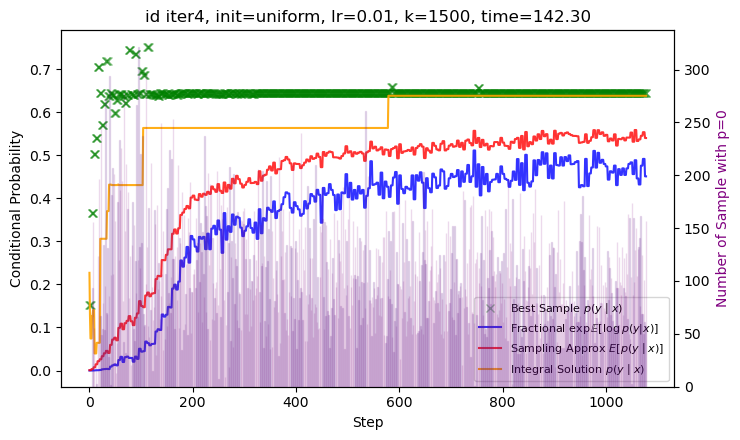 id iter4, init=uniform, lr=0.01, k=1500, time=142.30
Conditional Probability
0.7
0.6
0.5
0.4
0.3
0.2
0.1
0.0
300
250
200
150
100
50
0
Number of Sample with p=0
Best Sample p(y | x)
Fractional exp𝔼[log p(y|x)]
Sampling Approx E[p(y | x)]
Integral Solution p(y | x)
0
200
400
600
800
1000
Step